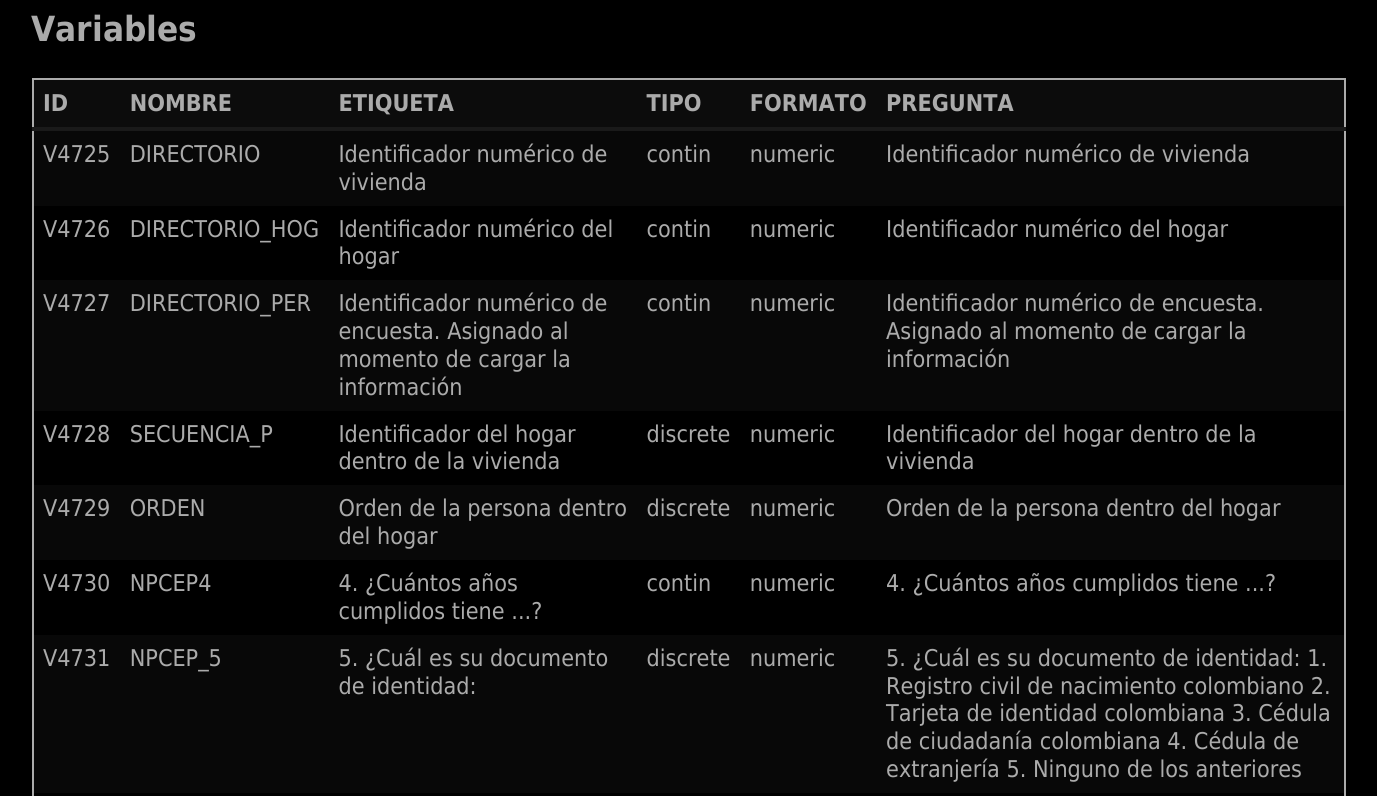 Variables
ID NOMBRE ETIQUETA TIPO FORMATO PREGUNTA
V4725 DIRECTORIO Identificador numérico de contin numeric Identificador numérico de vivienda
vivienda
V4726 DIRECTORIO_HOG Identificador numérico del contin numeric Identificador numérico del hogar
hogar
V4727 DIRECTORIO_PER Identificador numérico de contin numeric Identificador numérico de encuesta.
encuesta. Asignado al Asignado al momento de cargar la
momento de cargar la información
información
V4728 SECUENCIA_P Identificador del hogar discrete numeric Identificador del hogar dentro de la
dentro de la vivienda vivienda
V4729 ORDEN Orden de la persona dentro discrete numeric Orden de la persona dentro del hogar
del hogar
V4730 NPCEP4 4. ¿Cuántos años contin numeric 4. ¿Cuántos años cumplidos tiene ...?
cumplidos tiene ...?
V4731 NPCEP_5 5. ¿Cuál es su documento discrete numeric 5. ¿Cuál es su documento de identidad: 1.
de identidad: Registro civil de nacimiento colombiano 2.
Tarjeta de identidad colombiana 3. Cédula
de ciudadanía colombiana 4. Cédula de
extranjería 5. Ninguno de los anteriores